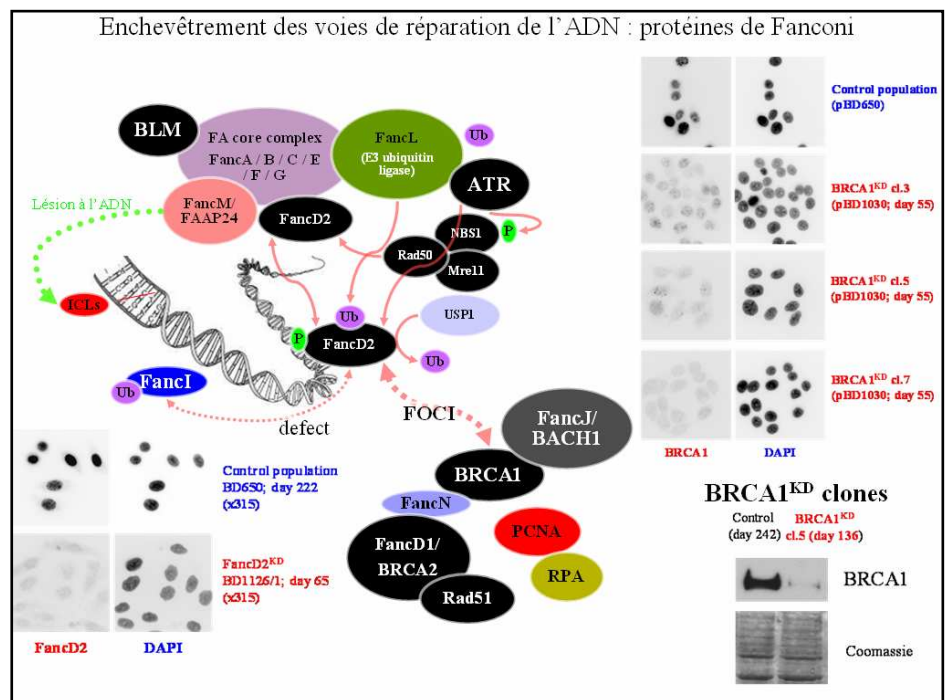 Enchevêtrement des voies de réparation de l'ADN : protéines de Fanconi
BLM
FA core complex
FancA / B / C / E
/ F / G
FancL
(E3 ubiquitin
ligase)
Ub
ATR
Lésion à l'ADN
FancM/
FAAP24
FancD2
NBS1
P
Rad50
Mre11
ICLs
USP1
Ub
P
FancD2
Ub
FancI
Ub
defect
FOCI
FancJ/
BACH1
BRCA1
FancN
PCNA
FancD1/
BRCA2
RPA
Rad51
Control population
(pBD650)
BRCA1KD cl.3
(pBD1030; day 55)
BRCA1KD cl.5
(pBD1030; day 55)
BRCA1KD cl.7
(pBD1030; day 55)
BRCA1
DAPI
Control population
BD650; day 222
(x315)
FancD2KD
BD1126/1; day 65
(x315)
FancD2
DAPI
BRCA1KD clones
Control
(day 242)
BRCA1KD
cl.5 (day 136)
BRCA1
Coomassie